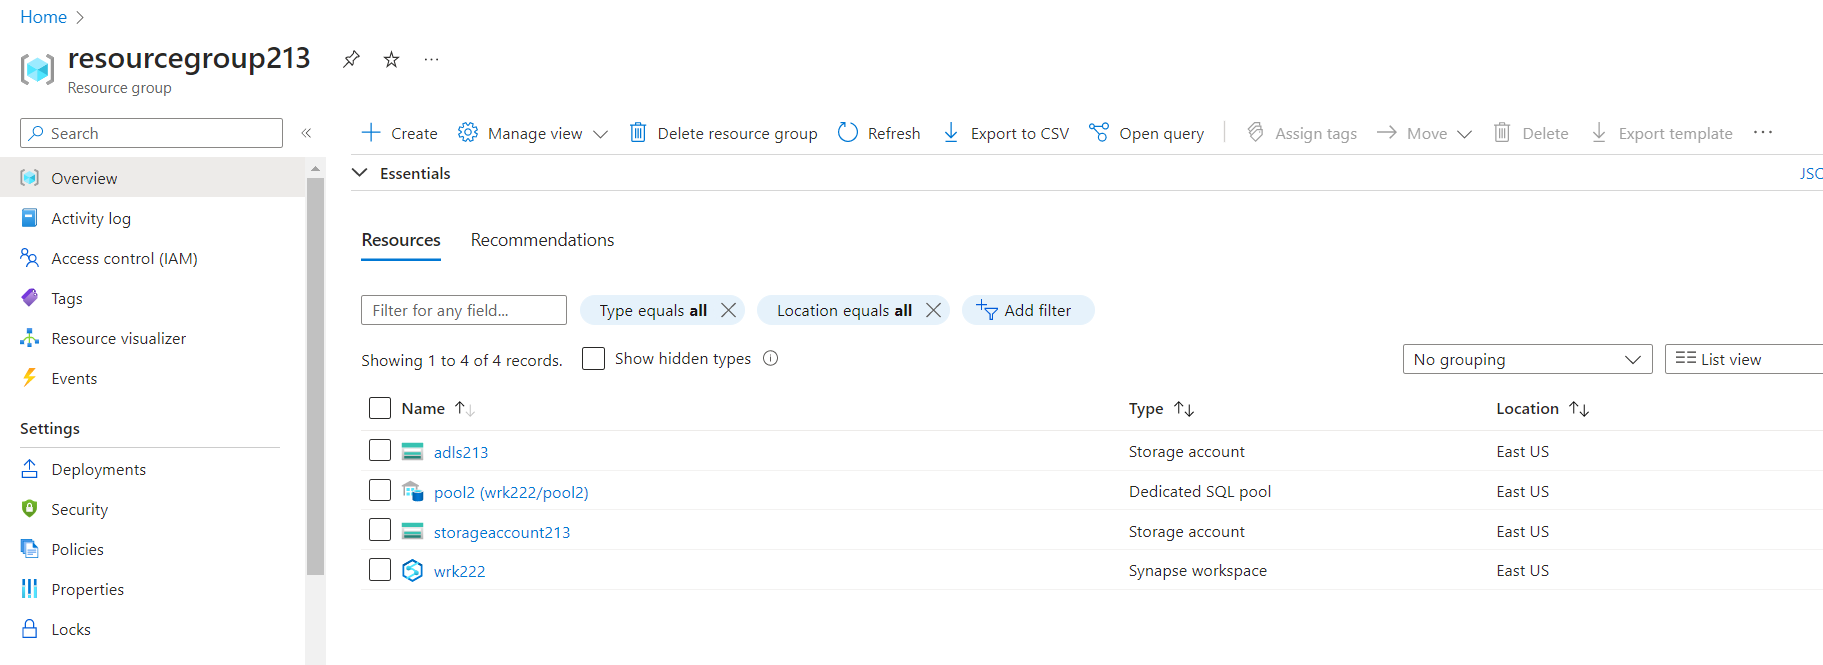 Home
resourcegroup213
Resource group
Search
Create
Manage view
Delete resource group
Refresh
Export to CSV
Open query
Assign tags
Move
Delete
Export template
Overview
Activity log
Access control (IAM)
Tags
Resource visualizer
Events
Settings
Deployments
Security
Policies
Properties
Locks
Essentials
JSO
Resources
Recommendations
Filter for any field...
Type equals all
Location equals all
Add filter
Showing 1 to 4 of 4 records.
Show hidden types
No grouping
List view
Name
Type
Location
adls213
Storage account
East US
pool2 (wrk222/pool2)
Dedicated SQL pool
East US
storageaccount213
Storage account
East US
wrk222
Synapse workspace
East US